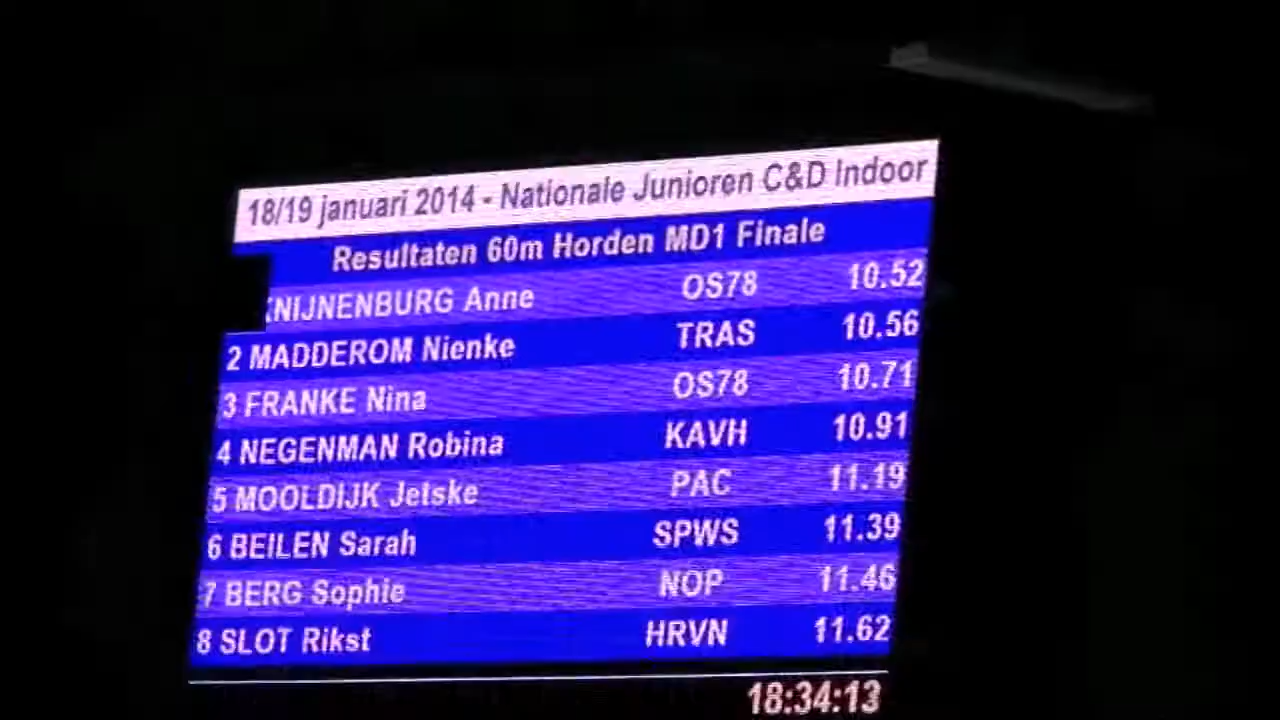 18/19 januari 2014 - Nationale Junioren C&D Indoor
Resultaten 60m Horden MD1 Finale
KNIJNENBURG Anne OS78 10.52
2 MADDEROM Nienke TRAS 10.56
3 FRANKE Nina OS78 10.71
4 NEGENMAN Robina KAVH 10.91
5 MOOLDIJK Jetske PAC 11.19
6 BEILEN Sarah SPWS 11.39
7 BERG Sophie NOP 11.46
8 SLOT Rikst HRVN 11.62
18:34:13